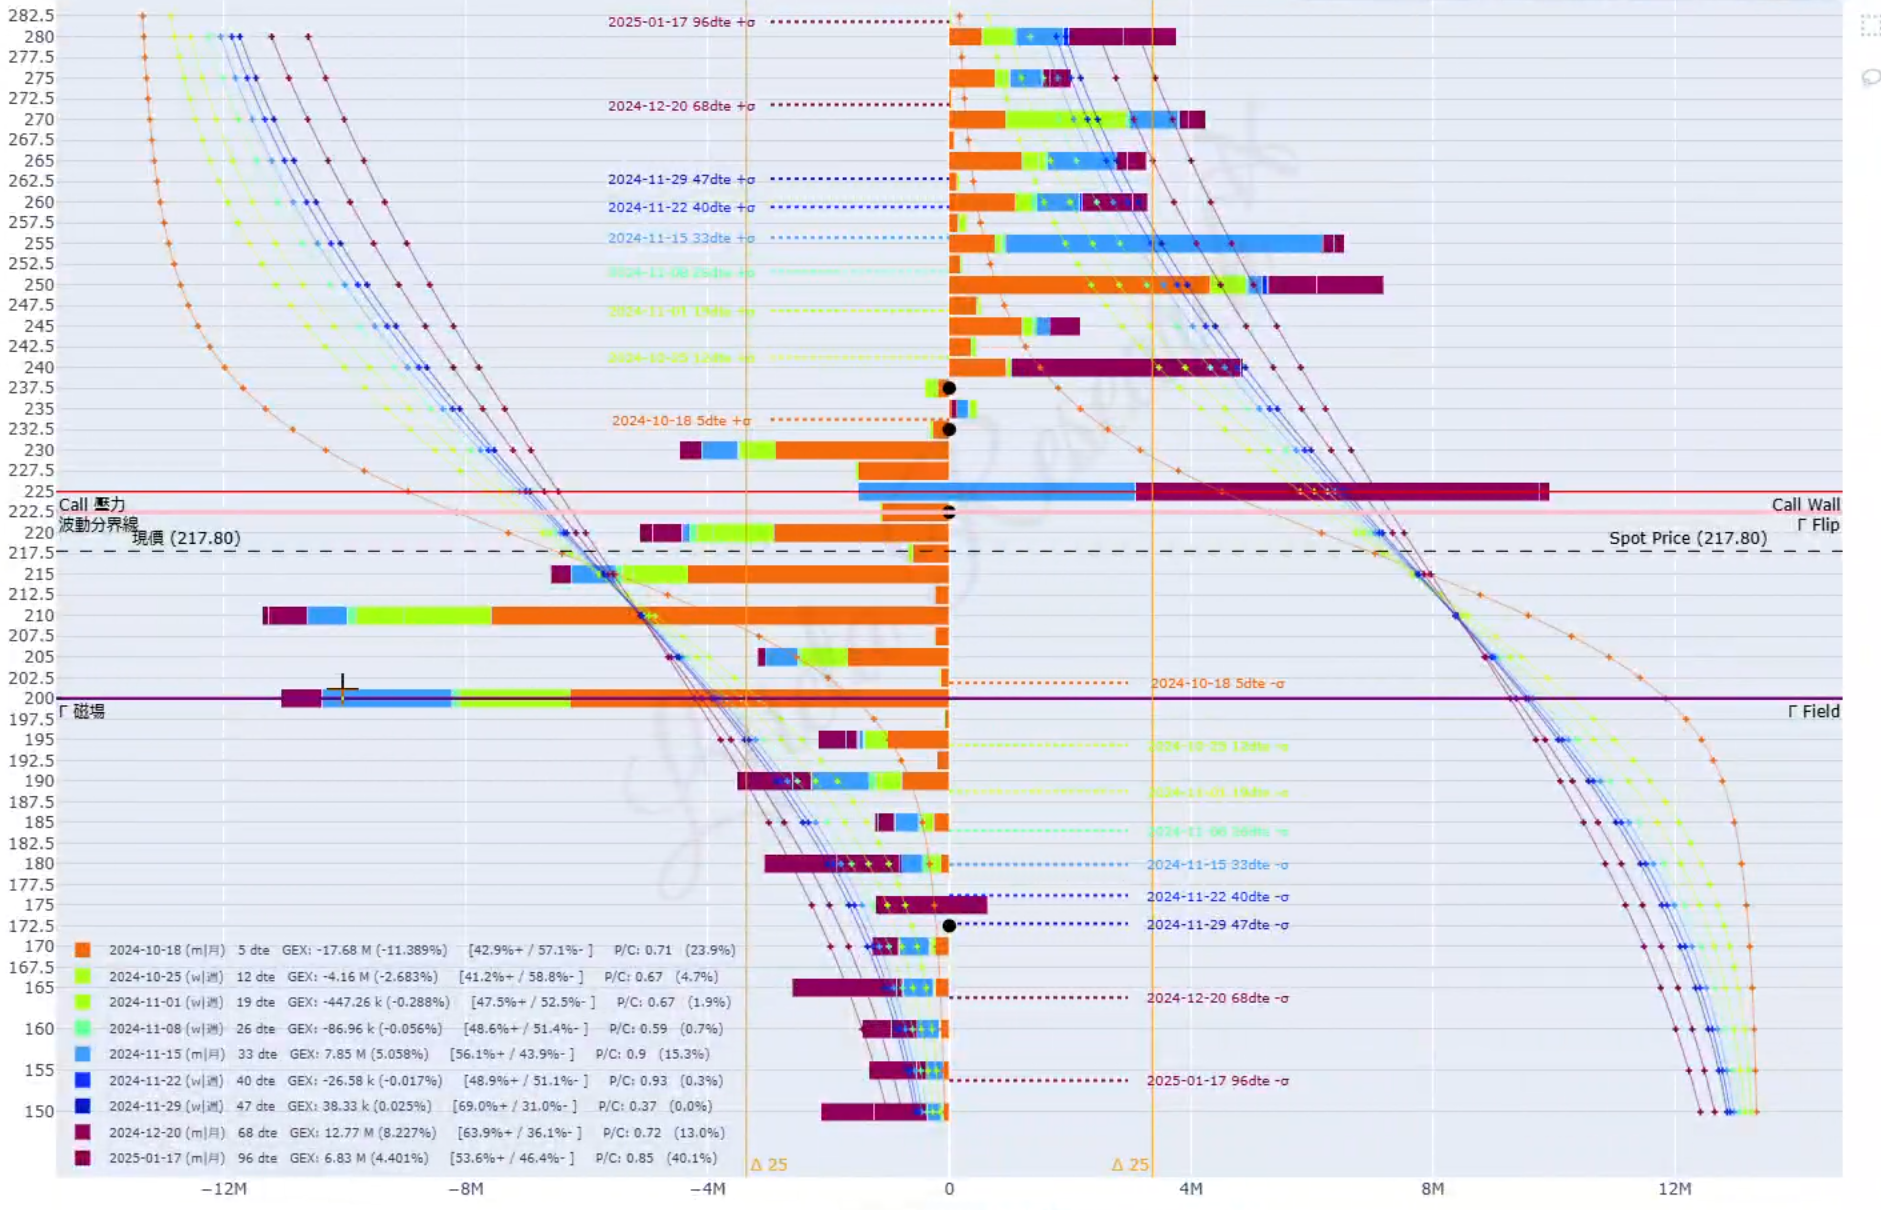 282.5
280
277.5
275
272.5
270
267.5
265
262.5
260
257.5
255
252.5
250
247.5
245
242.5
240
237.5
235
232.5
230
227.5
225
222.5
220
217.5
215
212.5
210
207.5
205
202.5
200
197.5
195
192.5
190
187.5
185
182.5
180
177.5
175
172.5
170
167.5
165
160
155
150
2025-01-17 96dte +σ
2024-12-20 68dte +σ
2024-11-29 47dte +σ
2024-11-22 40dte +σ
2024-11-15 33dte +σ
2024-11-08 26dte +σ
2024-11-01 19dte +σ
2024-10-25 12dte +σ
2024-10-18 5dte +σ
Call 壓力
Call Wall
波動分界線
Γ Flip
現價 (217.80)
Spot Price (217.80)
2024-10-18 5dte -σ
Γ 磁場
Γ Field
2024-10-25 12dte -σ
2024-11-01 19dte -σ
2024-11-08 26dte -σ
2024-11-15 33dte -σ
2024-11-22 40dte -σ
2024-11-29 47dte -σ
2024-12-20 68dte -σ
2025-01-17 96dte -σ
2024-10-18 (m|月) 5 dte GEX: -17.68 M (-11.389%) [42.9%+ / 57.1%- ] P/C: 0.71 (23.9%)
2024-10-25 (w|週) 12 dte GEX: -4.16 M (-2.683%) [41.2%+ / 58.8%- ] P/C: 0.67 (4.7%)
2024-11-01 (w|週) 19 dte GEX: -447.26 k (-0.288%) [47.5%+ / 52.5%- ] P/C: 0.67 (1.9%)
2024-11-08 (w|週) 26 dte GEX: -86.96 k (-0.056%) [48.6%+ / 51.4%- ] P/C: 0.59 (0.7%)
2024-11-15 (m|月) 33 dte GEX: 7.85 M (5.058%) [56.1%+ / 43.9%- ] P/C: 0.9 (15.3%)
2024-11-22 (w|週) 40 dte GEX: -26.58 k (-0.017%) [48.9%+ / 51.1%- ] P/C: 0.93 (0.3%)
2024-11-29 (w|週) 47 dte GEX: 38.33 k (0.025%) [69.0%+ / 31.0%- ] P/C: 0.37 (0.0%)
2024-12-20 (m|月) 68 dte GEX: 12.77 M (8.227%) [63.9%+ / 36.1%- ] P/C: 0.72 (13.0%)
2025-01-17 (m|月) 96 dte GEX: 6.83 M (4.401%) [53.6%+ / 46.4%- ] P/C: 0.85 (40.1%)
Δ 25
Δ 25
−12M
−8M
−4M
0
4M
8M
12M